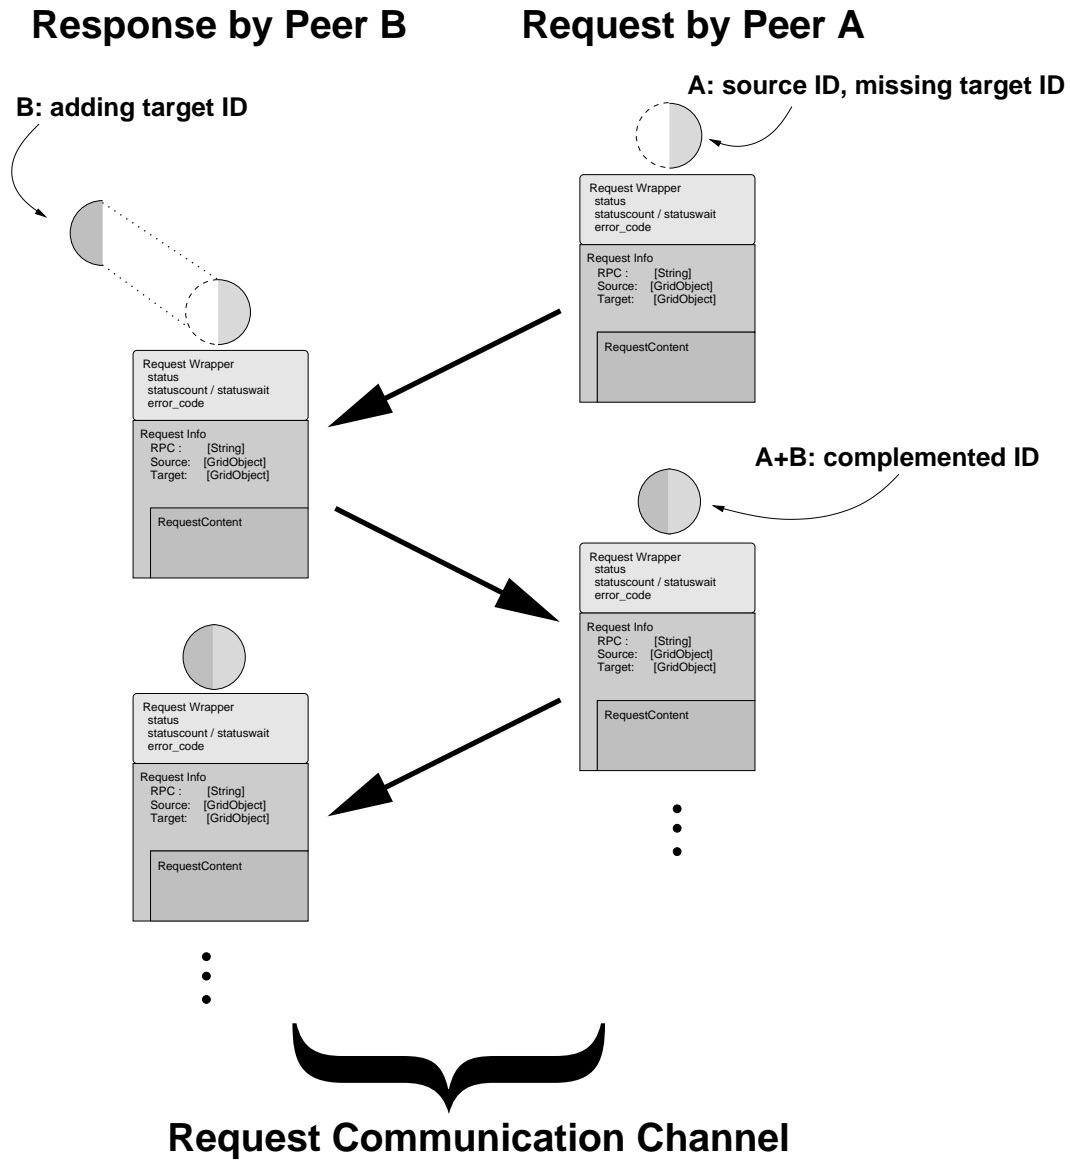 Response by Peer B
Request by Peer A
A: source ID, missing target ID
B: adding target ID
Request Wrapper
status
statuscount / statuswait
error_code
Request Info
RPC : [String]
Source: [GridObject]
Target: [GridObject]
RequestContent
Request Wrapper
status
statuscount / statuswait
error_code
Request Info
RPC : [String]
Source: [GridObject]
Target: [GridObject]
RequestContent
A+B: complemented ID
Request Wrapper
status
statuscount / statuswait
error_code
Request Info
RPC : [String]
Source: [GridObject]
Target: [GridObject]
RequestContent
Request Wrapper
status
statuscount / statuswait
error_code
Request Info
RPC : [String]
Source: [GridObject]
Target: [GridObject]
RequestContent
Request Communication Channel